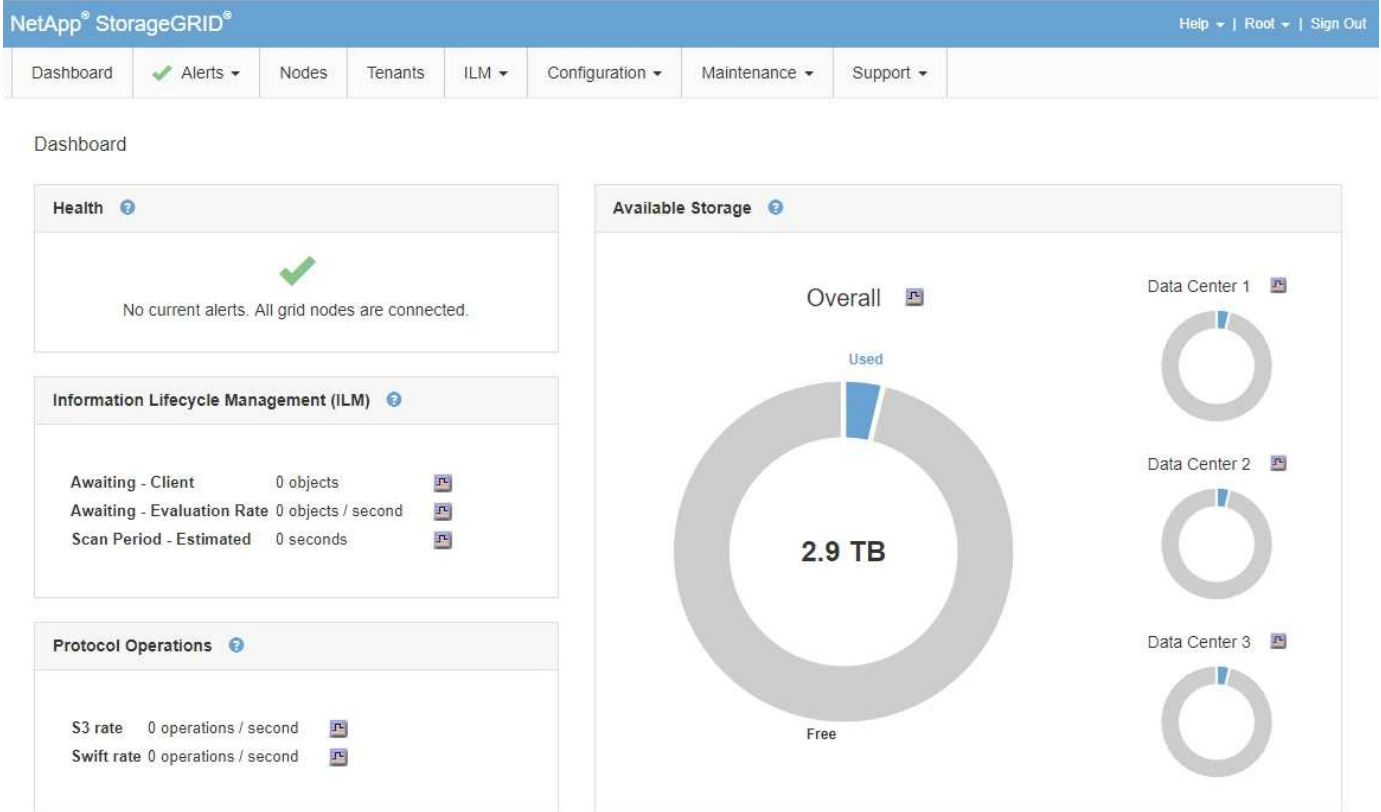 NetApp® StorageGRID®
Help | Root | Sign Out
Dashboard
Alerts
Nodes
Tenants
ILM
Configuration
Maintenance
Support
Dashboard
Health
No current alerts. All grid nodes are connected.
Information Lifecycle Management (ILM)
Awaiting - Client 0 objects
Awaiting - Evaluation Rate 0 objects / second
Scan Period - Estimated 0 seconds
Protocol Operations
S3 rate 0 operations / second
Swift rate 0 operations / second
Available Storage
Overall
Used
2.9 TB
Free
Data Center 1
Data Center 2
Data Center 3